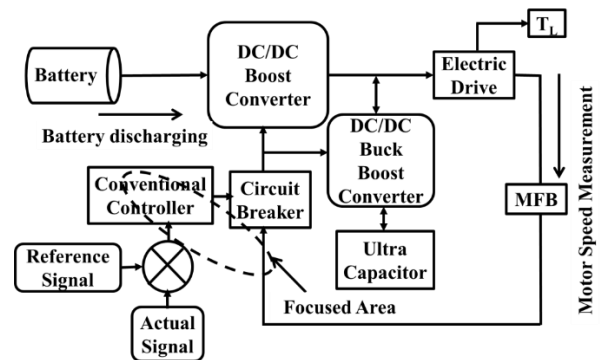 DC/DC
Boost
Converter
Battery
Electric
Drive
T_L
Battery discharging
DC/DC
Buck
Boost
Converter
Conventional
Controller
Circuit
Breaker
MFB
Motor Speed Measurement
Reference
Signal
Ultra
Capacitor
Focused Area
Actual
Signal